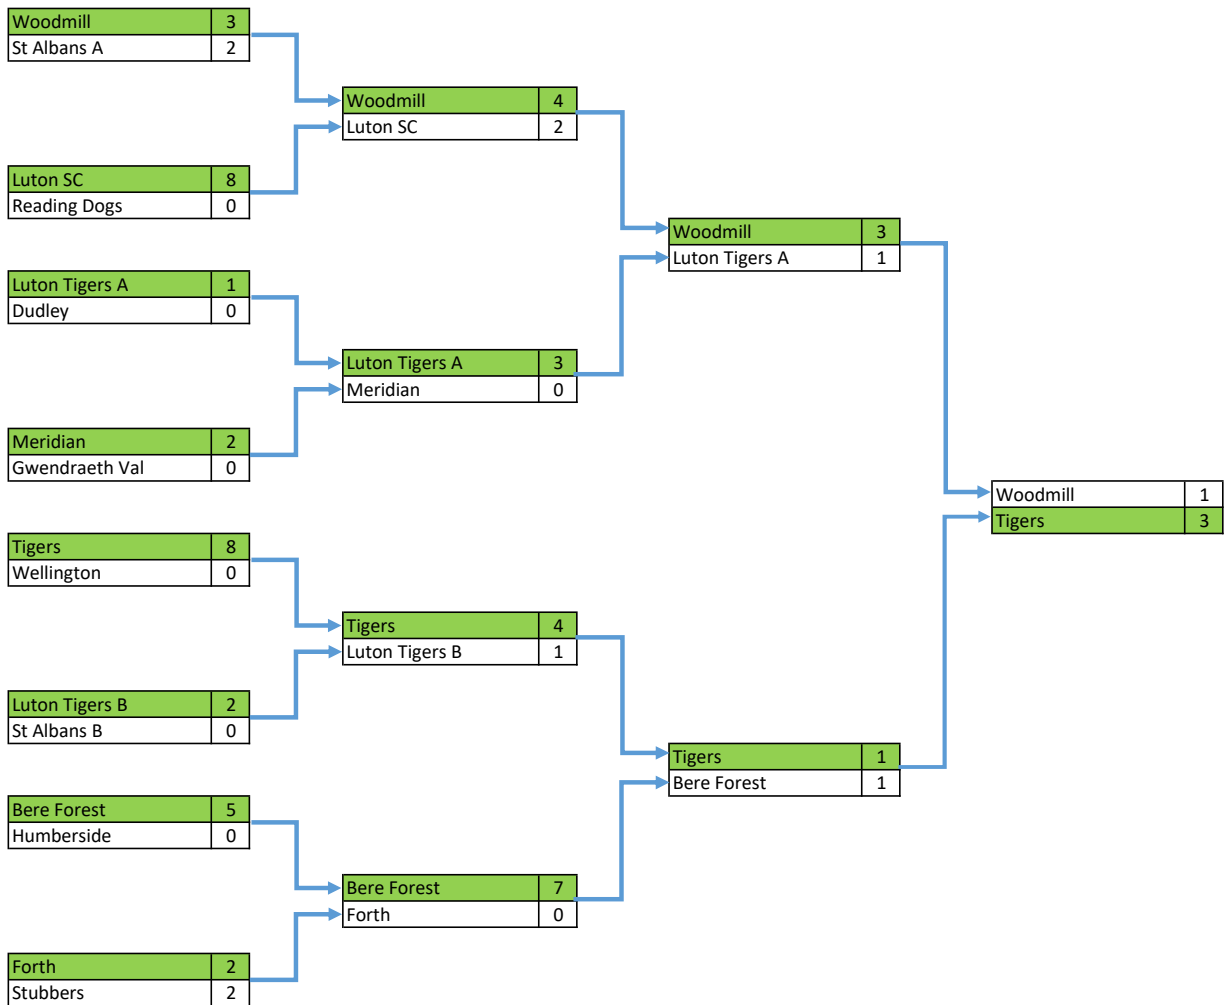 Woodmill 3
St Albans A 2
Woodmill 4
Luton SC 2
Luton SC 8
Reading Dogs 0
Woodmill 3
Luton Tigers A 1
Luton Tigers A 1
Dudley 0
Luton Tigers A 3
Meridian 0
Meridian 2
Gwendraeth Val 0
Woodmill 1
Tigers 3
Tigers 8
Wellington 0
Tigers 4
Luton Tigers B 1
Luton Tigers B 2
St Albans B 0
Tigers 1
Bere Forest 1
Bere Forest 5
Humberside 0
Bere Forest 7
Forth 0
Forth 2
Stubbers 2